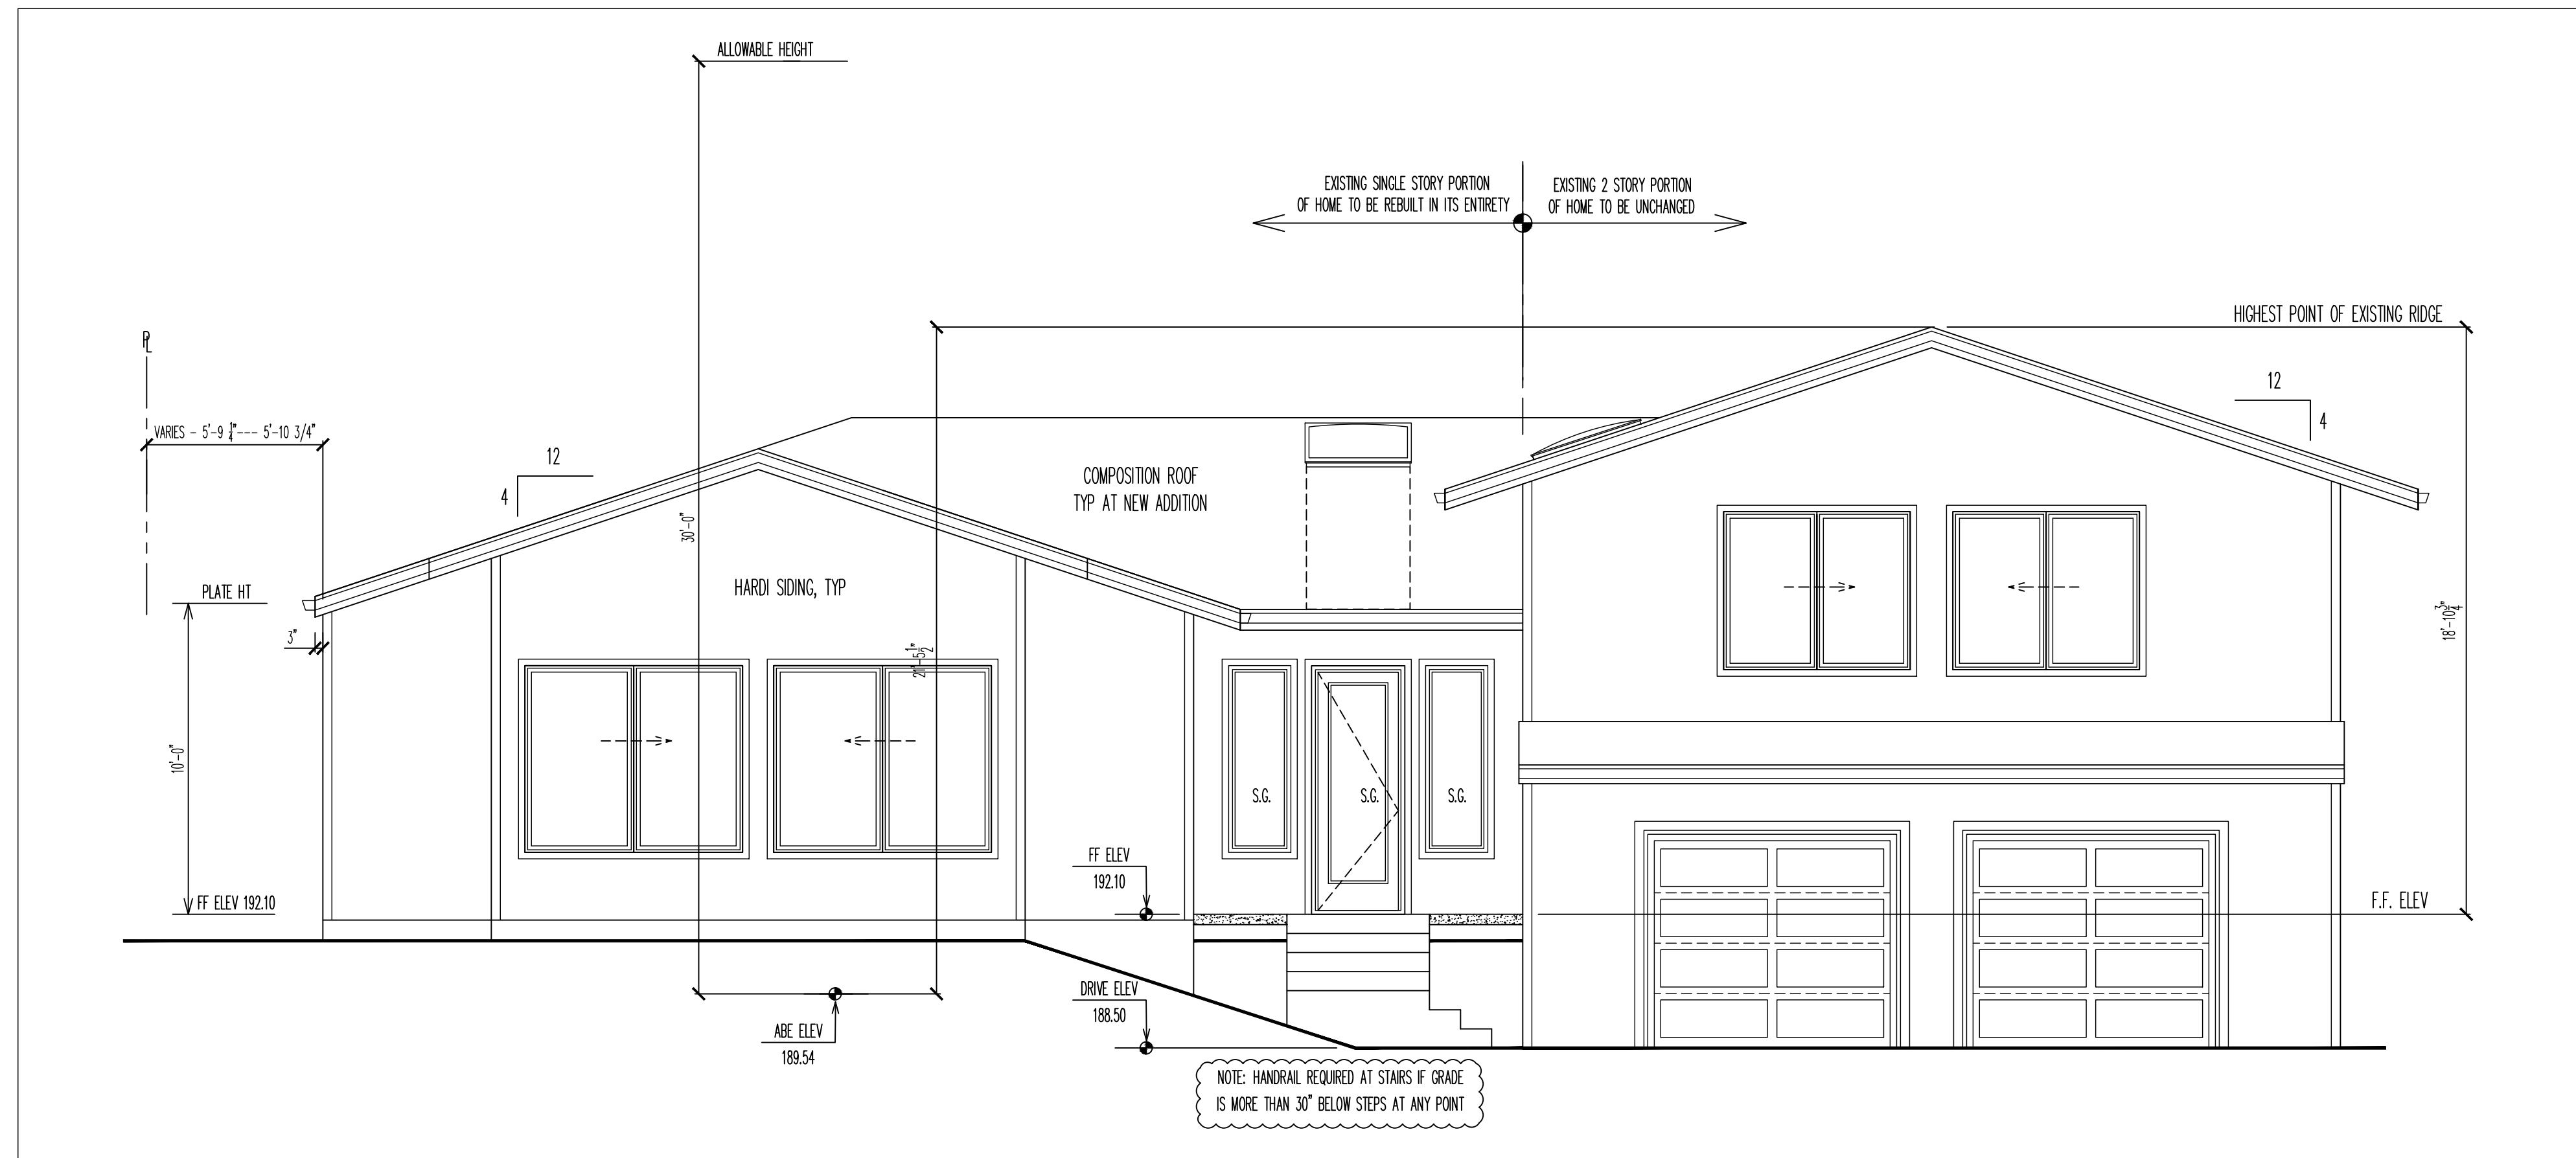 ALLOWABLE HEIGHT
EXISTING SINGLE STORY PORTION
OF HOME TO BE REBUILT IN ITS ENTIRETY
EXISTING 2 STORY PORTION
OF HOME TO BE UNCHANGED
HIGHEST POINT OF EXISTING RIDGE
PL
12
4
VARIES - 5'-9 1/4"--- 5'-10 3/4"
12
4
COMPOSITION ROOF
TYP AT NEW ADDITION
30'-0"
HARDI SIDING, TYP
PLATE HT
3"
21'-5 1/2"
18'-10 3/4"
10'-0"
S.G.
S.G.
S.G.
FF ELEV
192.10
FF ELEV 192.10
F.F. ELEV
DRIVE ELEV
188.50
ABE ELEV
189.54
NOTE: HANDRAIL REQUIRED AT STAIRS IF GRADE
IS MORE THAN 30" BELOW STEPS AT ANY POINT